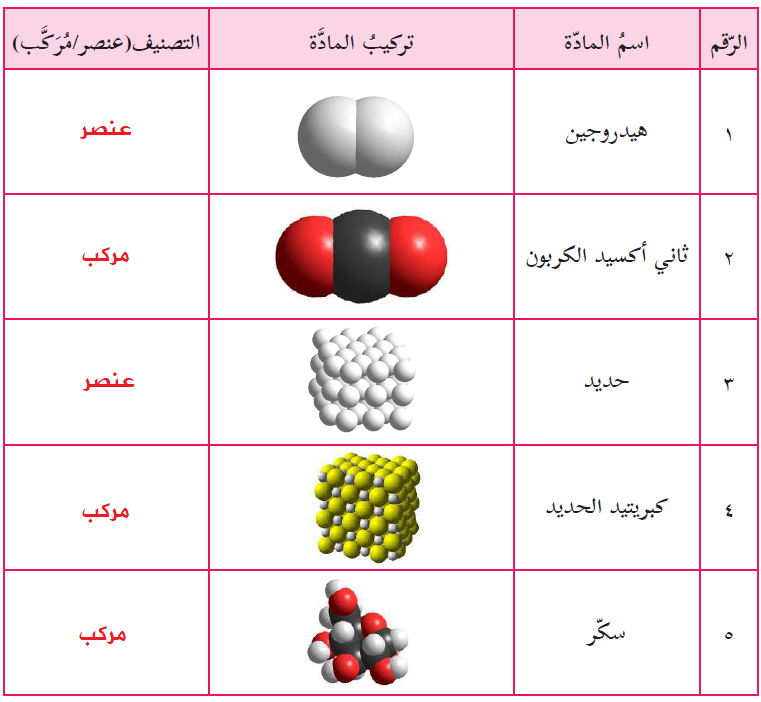 الرّقم اسمُ المادّة تركيبُ المادَّة التصنيف(عنصر/مُرَكَّب)
١ هيدروجين عنصر
٢ ثاني أكسيد الكربون مركب
٣ حديد عنصر
٤ كبريتيد الحديد مركب
٥ سكّر مركب